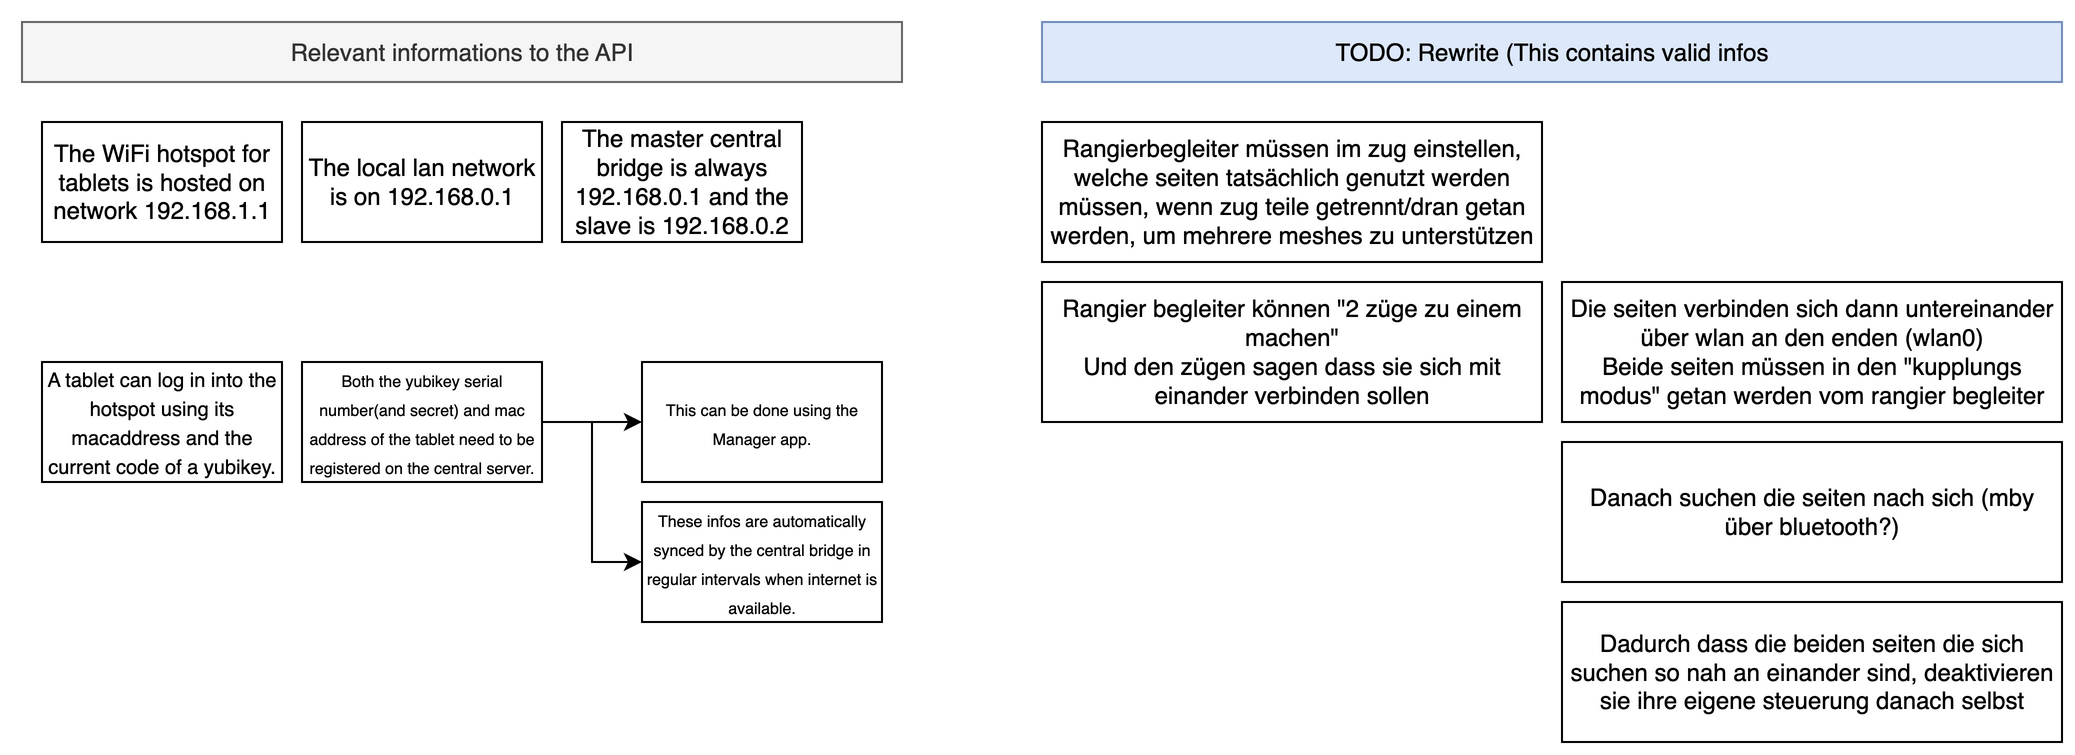 Relevant informations to the API
The WiFi hotspot for
tablets is hosted on
network 192.168.1.1
The local lan network
is on 192.168.0.1
The master central
bridge is always
192.168.0.1 and the
slave is 192.168.0.2
A tablet can log in into the
hotspot using its
macaddress and the
current code of a yubikey.
Both the yubikey serial
number(and secret) and mac
address of the tablet need to be
registered on the central server.
This can be done using the
Manager app.
These infos are automatically
synced by the central bridge in
regular intervals when internet is
available.
TODO: Rewrite (This contains valid infos
Rangierbegleiter müssen im zug einstellen,
welche seiten tatsächlich genutzt werden
müssen, wenn zug teile getrennt/dran getan
werden, um mehrere meshes zu unterstützen
Rangier begleiter können "2 züge zu einem
machen"
Und den zügen sagen dass sie sich mit
einander verbinden sollen
Die seiten verbinden sich dann untereinander
über wlan an den enden (wlan0)
Beide seiten müssen in den "kupplungs
modus" getan werden vom rangier begleiter
Danach suchen die seiten nach sich (mby
über bluetooth?)
Dadurch dass die beiden seiten die sich
suchen so nah an einander sind, deaktivieren
sie ihre eigene steuerung danach selbst